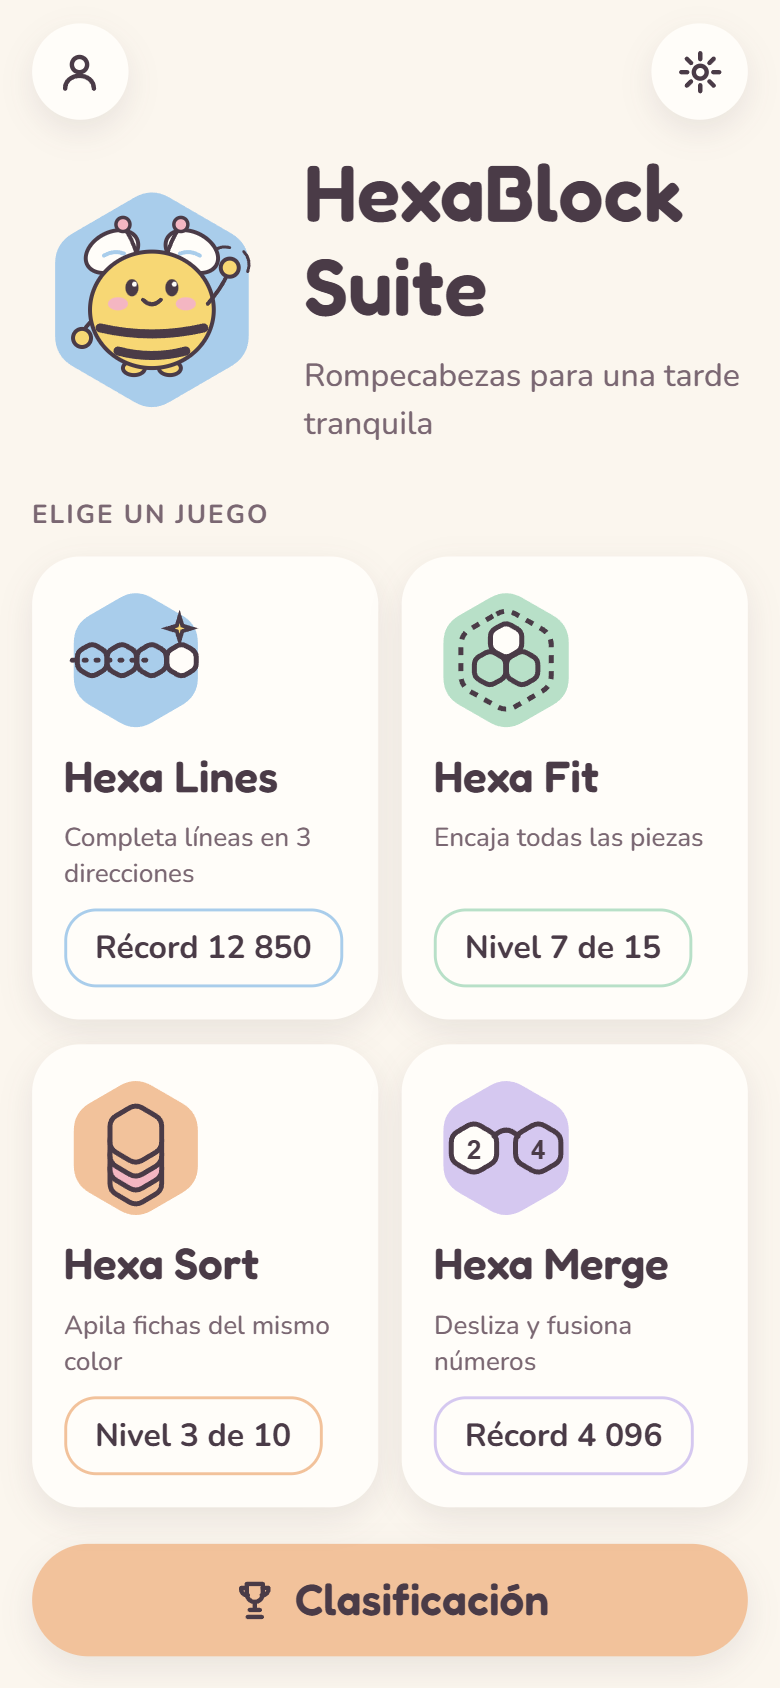 HexaBlock
Suite
Rompecabezas para una tarde
tranquila
ELIGE UN JUEGO
Hexa Lines
Completa líneas en 3
direcciones
Récord 12 850
Hexa Fit
Encaja todas las piezas
Nivel 7 de 15
Hexa Sort
Apila fichas del mismo
color
Nivel 3 de 10
2 4
Hexa Merge
Desliza y fusiona
números
Récord 4 096
Clasificación